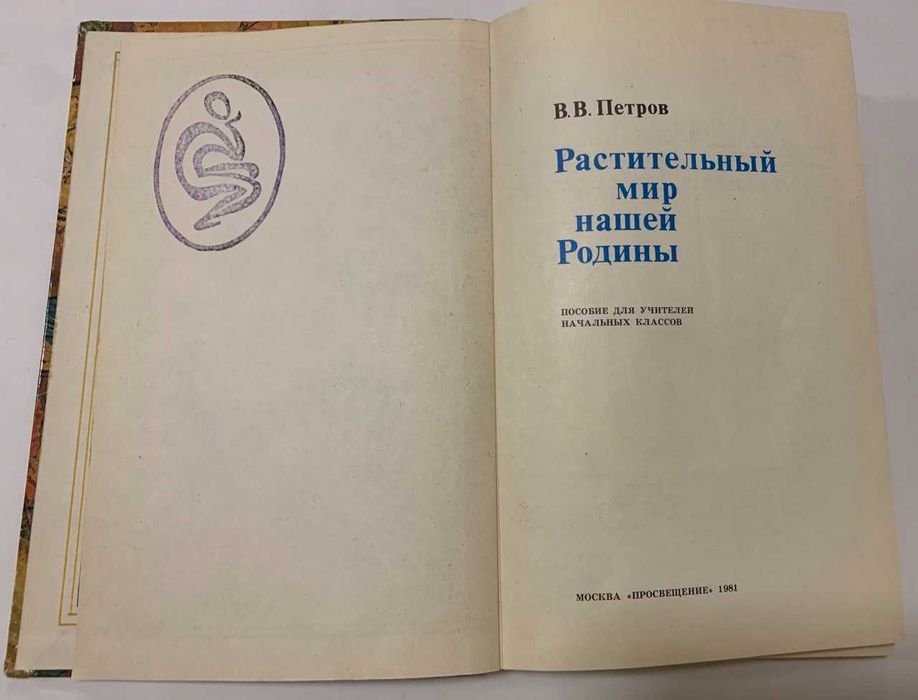 В. В. Петров
Растительный
мир
нашей
Родины
ПОСОБИЕ ДЛЯ УЧИТЕЛЕЙ
НАЧАЛЬНЫХ КЛАССОВ
МОСКВА «ПРОСВЕЩЕНИЕ» 1981